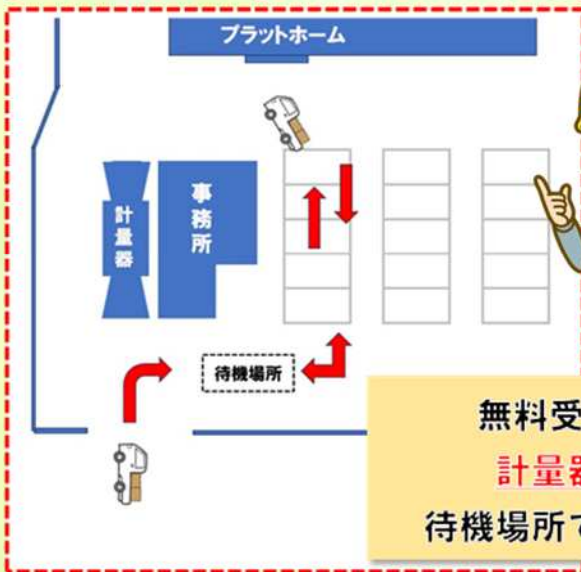 プラットホーム
計量器
事務所
待機場所
無料受
計量器
待機場所で